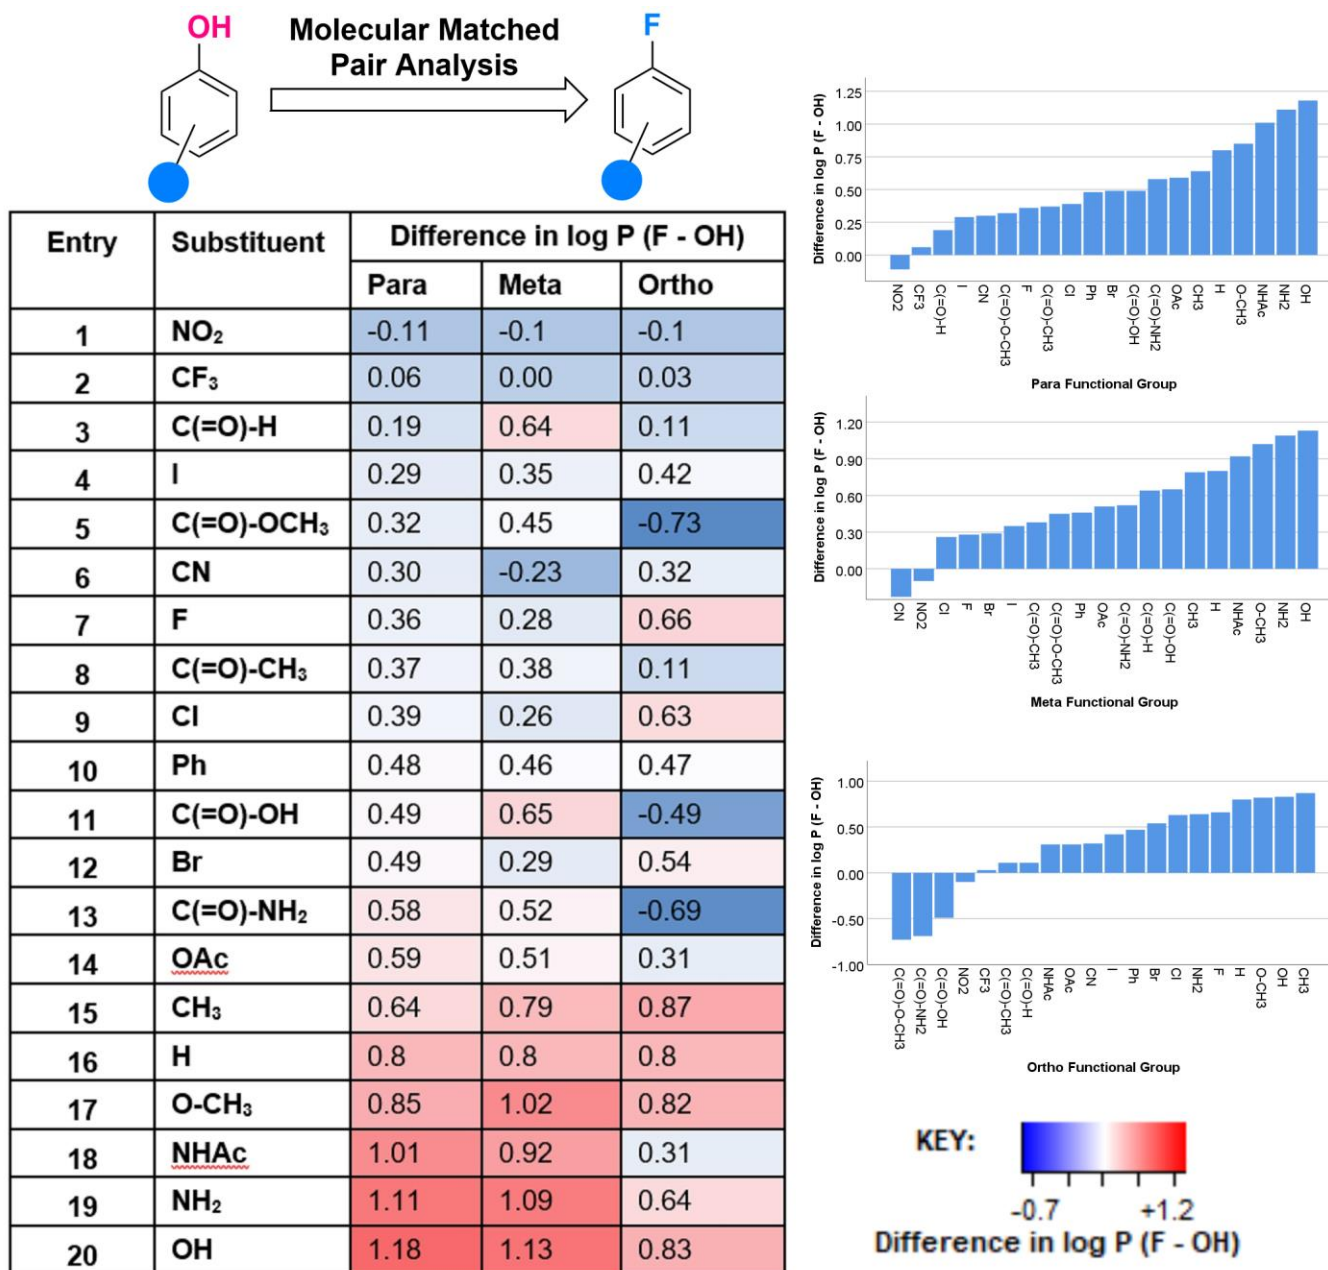 OH
Molecular Matched
Pair Analysis
F
Entry Substituent Difference in log P (F - OH)
Para Meta Ortho
1 NO₂ -0.11 -0.1 -0.1
2 CF₃ 0.06 0.00 0.03
3 C(=O)-H 0.19 0.64 0.11
4 I 0.29 0.35 0.42
5 C(=O)-OCH₃ 0.32 0.45 -0.73
6 CN 0.30 -0.23 0.32
7 F 0.36 0.28 0.66
8 C(=O)-CH₃ 0.37 0.38 0.11
9 Cl 0.39 0.26 0.63
10 Ph 0.48 0.46 0.47
11 C(=O)-OH 0.49 0.65 -0.49
12 Br 0.49 0.29 0.54
13 C(=O)-NH₂ 0.58 0.52 -0.69
14 OAc 0.59 0.51 0.31
15 CH₃ 0.64 0.79 0.87
16 H 0.8 0.8 0.8
17 O-CH₃ 0.85 1.02 0.82
18 NHAc 1.01 0.92 0.31
19 NH₂ 1.11 1.09 0.64
20 OH 1.18 1.13 0.83
Difference in log P (F - OH)
1.25
1.00
0.75
0.50
0.25
0.00
NO2 CF3 C(=O)-H I CN C(=O)-O-CH3 F C(=O)-CH3 Cl Ph Br C(=O)-OH C(=O)-NH2 OAc CH3 H O-CH3 NHAc NH2 OH
Para Functional Group
Difference in log P (F - OH)
1.20
0.90
0.60
0.30
0.00
CN NO2 Cl F Br I C(=O)-CH3 C(=O)-O-CH3 Ph OAc C(=O)-NH2 C(=O)-H C(=O)-OH CH3 H NHAc O-CH3 NH2 OH
Meta Functional Group
Difference in log P (F - OH)
1.00
0.50
0.00
-0.50
-1.00
C(=O)-O-CH3 C(=O)-NH2 C(=O)-OH NO2 CF3 C(=O)-CH3 C(=O)-H NHAc OAc CN I Ph Br Cl NH2 F H O-CH3 OH CH3
Ortho Functional Group
KEY:
-0.7 +1.2
Difference in log P (F - OH)